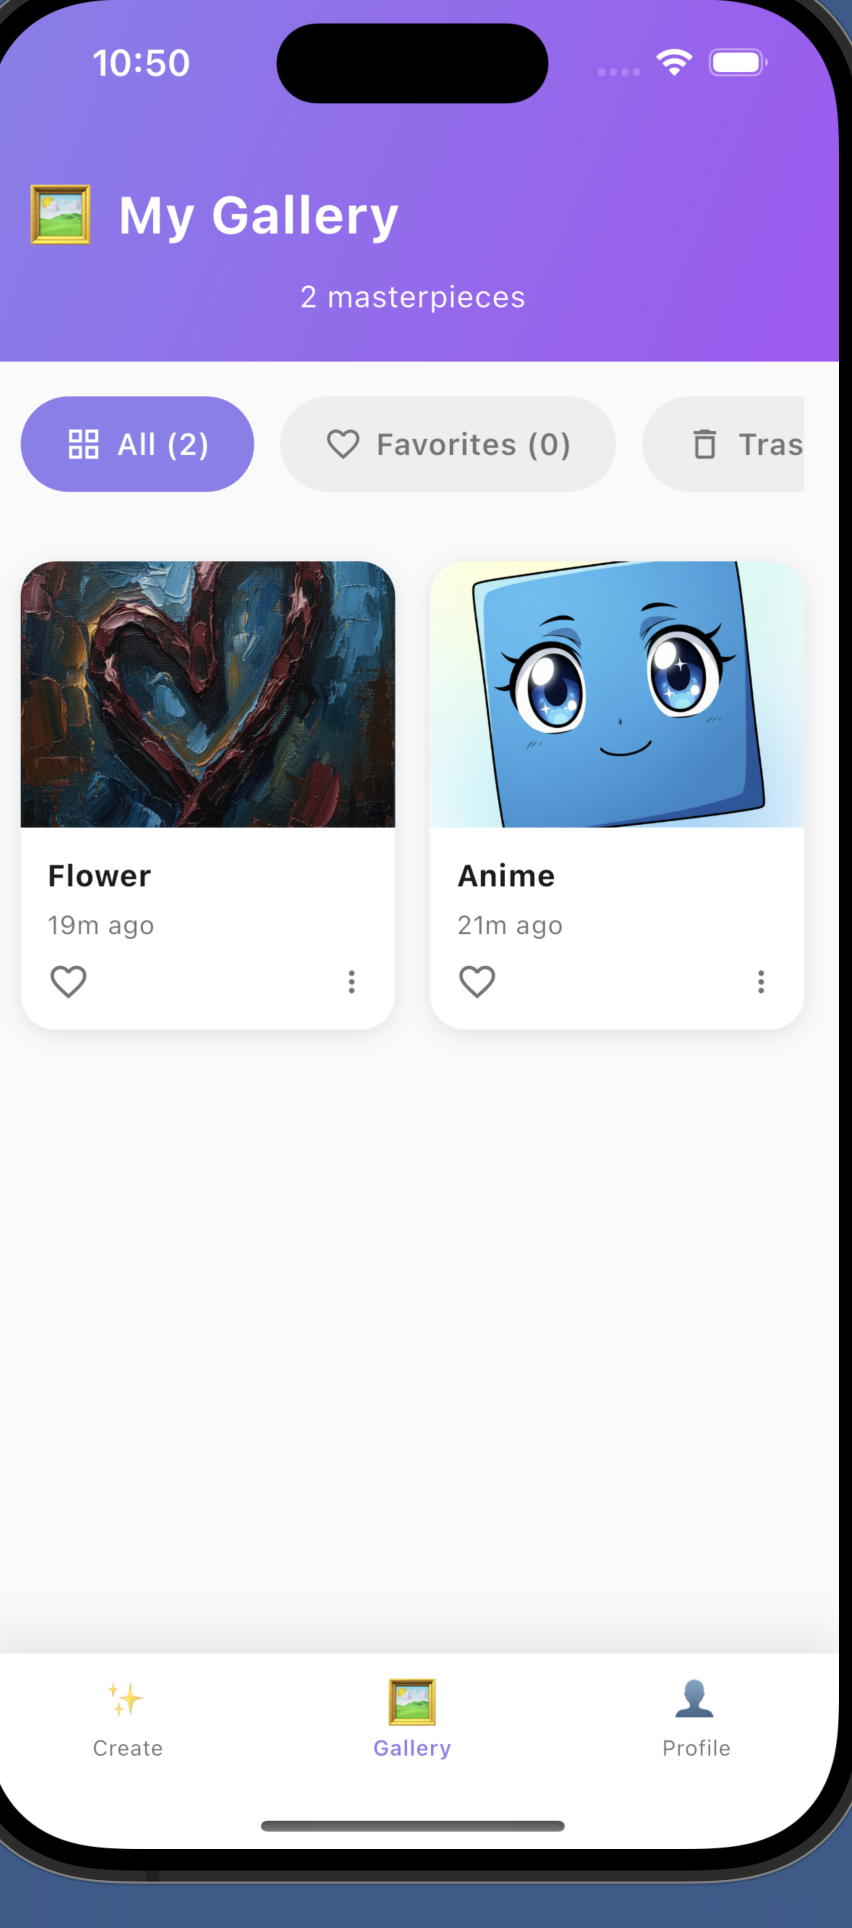 10:50
My Gallery
2 masterpieces
All (2) Favorites (0) Tras
Flower Anime
19m ago 21m ago
Create Gallery Profile